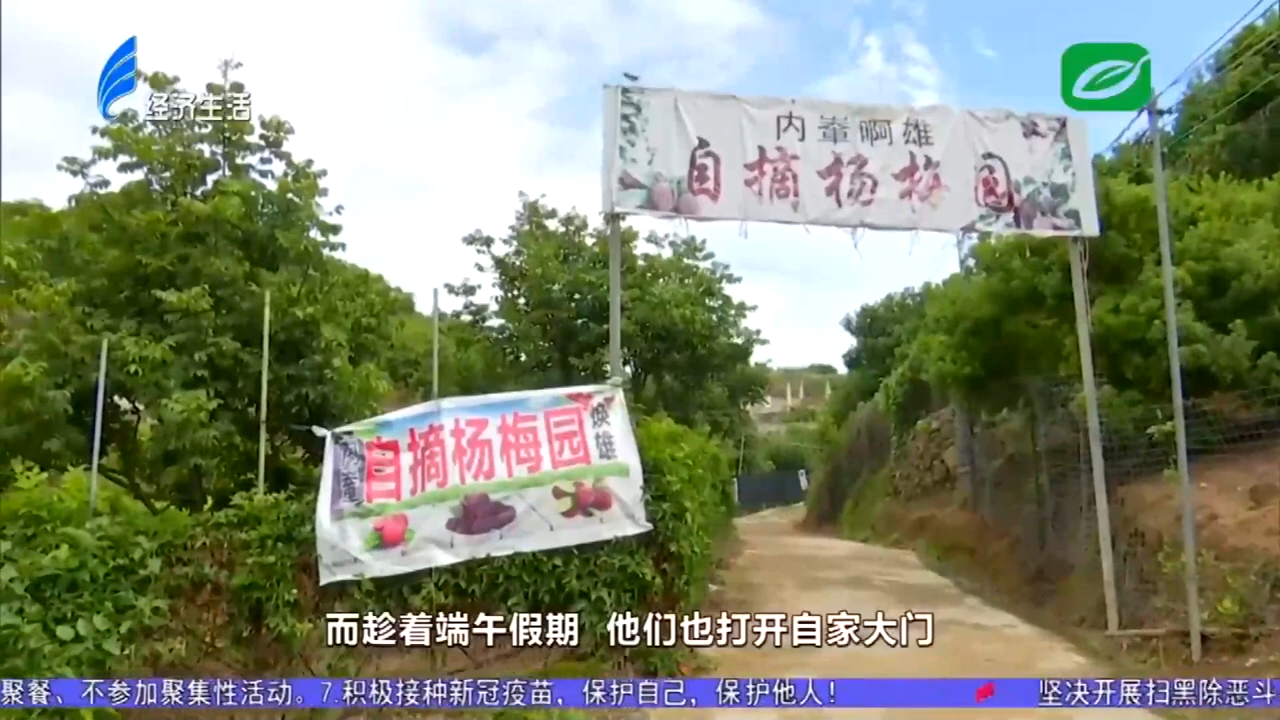 经济生活
内輋啊雄
自摘杨梅园
自摘杨梅园
焕雄
而趁着端午假期 他们也打开自家大门
聚餐、不参加聚集性活动。7.积极接种新冠疫苗，保护自己，保护他人！ 坚决开展扫黑除恶斗